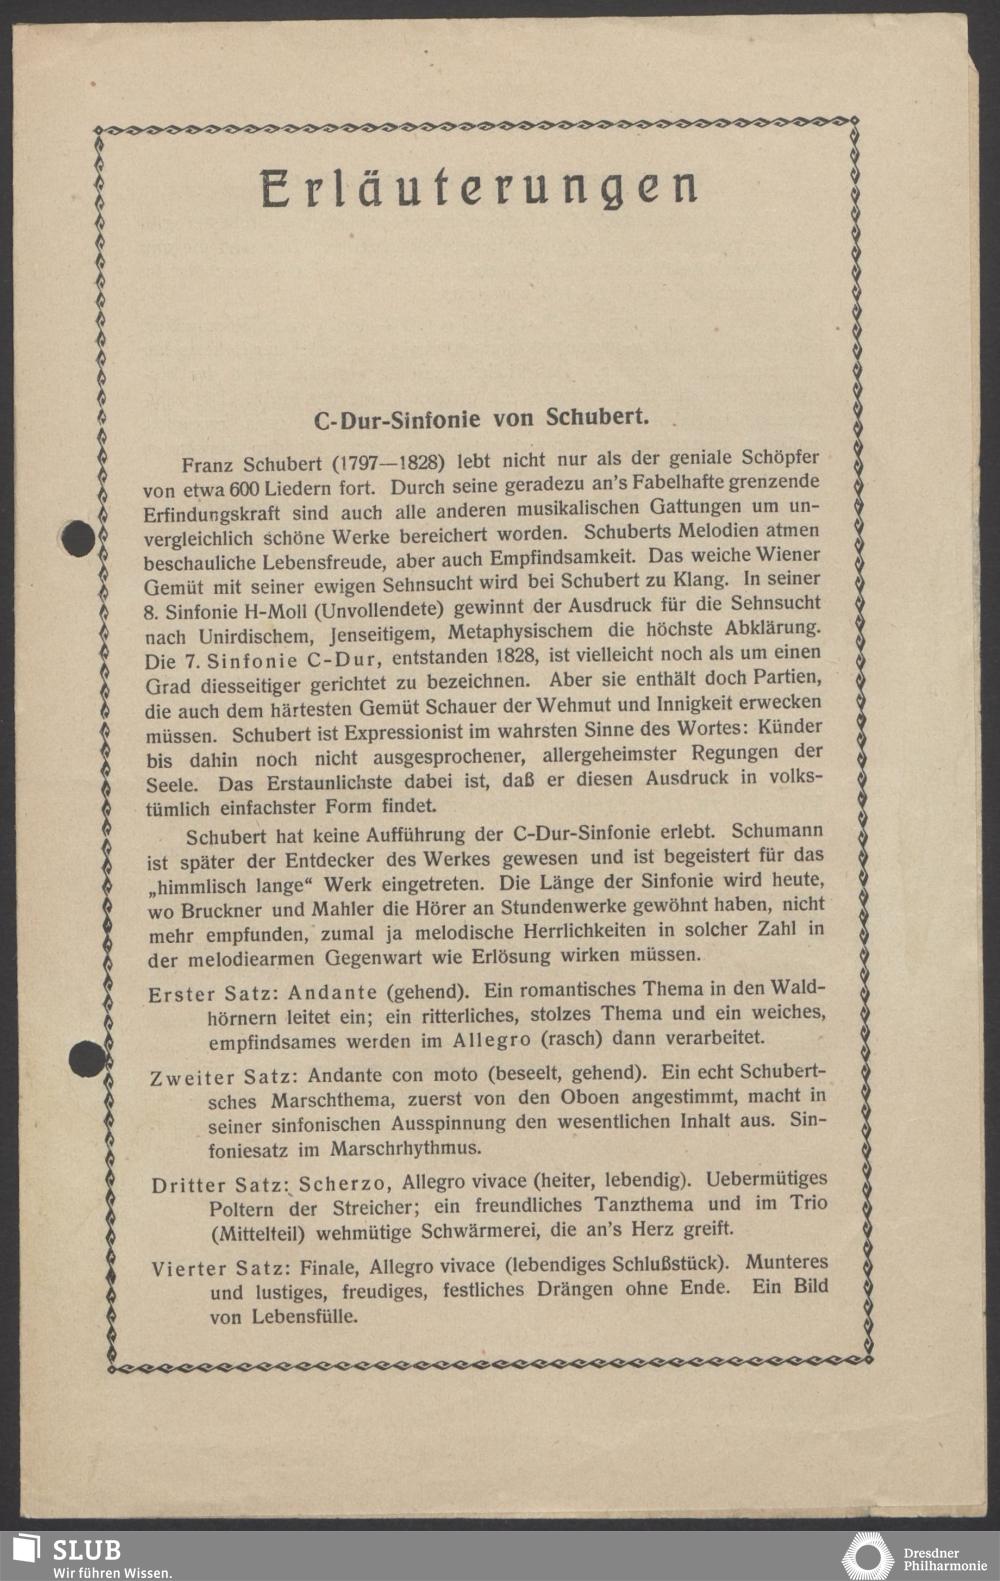 Erläuterungen
C-Dur-Sinfonie von Schubert.
Franz Schubert (1797—1828) lebt nicht nur als der geniale Schöpfer
von etwa 600 Liedern fort. Durch seine geradezu an's Fabelhafte grenzende
Erfindungskraft sind auch alle anderen musikalischen Gattungen um un-
vergleichlich schöne Werke bereichert worden. Schuberts Melodien atmen
beschauliche Lebensfreude, aber auch Empfindsamkeit. Das weiche Wiener
Gemüt mit seiner ewigen Sehnsucht wird bei Schubert zu Klang. In seiner
8. Sinfonie H-Moll (Unvollendete) gewinnt der Ausdruck für die Sehnsucht
nach Unirdischem, Jenseitigem, Metaphysischem die höchste Abklärung.
Die 7. Sinfonie C-Dur, entstanden 1828, ist vielleicht noch als um einen
Grad diesseitiger gerichtet zu bezeichnen. Aber sie enthält doch Partien,
die auch dem härtesten Gemüt Schauer der Wehmut und Innigkeit erwecken
müssen. Schubert ist Expressionist im wahrsten Sinne des Wortes: Künder
bis dahin noch nicht ausgesprochener, allergeheimster Regungen der
Seele. Das Erstaunlichste dabei ist, daß er diesen Ausdruck in volks-
tümlich einfachster Form findet.
Schubert hat keine Aufführung der C-Dur-Sinfonie erlebt. Schumann
ist später der Entdecker des Werkes gewesen und ist begeistert für das
„himmlisch lange“ Werk eingetreten. Die Länge der Sinfonie wird heute,
wo Bruckner und Mahler die Hörer an Stundenwerke gewöhnt haben, nicht
mehr empfunden, zumal ja melodische Herrlichkeiten in solcher Zahl in
der melodiearmen Gegenwart wie Erlösung wirken müssen.
Erster Satz: Andante (gehend). Ein romantisches Thema in den Wald-
hörnern leitet ein; ein ritterliches, stolzes Thema und ein weiches,
empfindsames werden im Allegro (rasch) dann verarbeitet.
Zweiter Satz: Andante con moto (beseelt, gehend). Ein echt Schubert-
sches Marschthema, zuerst von den Oboen angestimmt, macht in
seiner sinfonischen Ausspinnung den wesentlichen Inhalt aus. Sin-
foniesatz im Marschrhythmus.
Dritter Satz: Scherzo, Allegro vivace (heiter, lebendig). Uebermütiges
Poltern der Streicher; ein freundliches Tanzthema und im Trio
(Mittelteil) wehmütige Schwärmerei, die an's Herz greift.
Vierter Satz: Finale, Allegro vivace (lebendiges Schlußstück). Munteres
und lustiges, freudiges, festliches Drängen ohne Ende. Ein Bild
von Lebensfülle.
SLUB
Wir führen Wissen.
Dresdner
Philharmonie